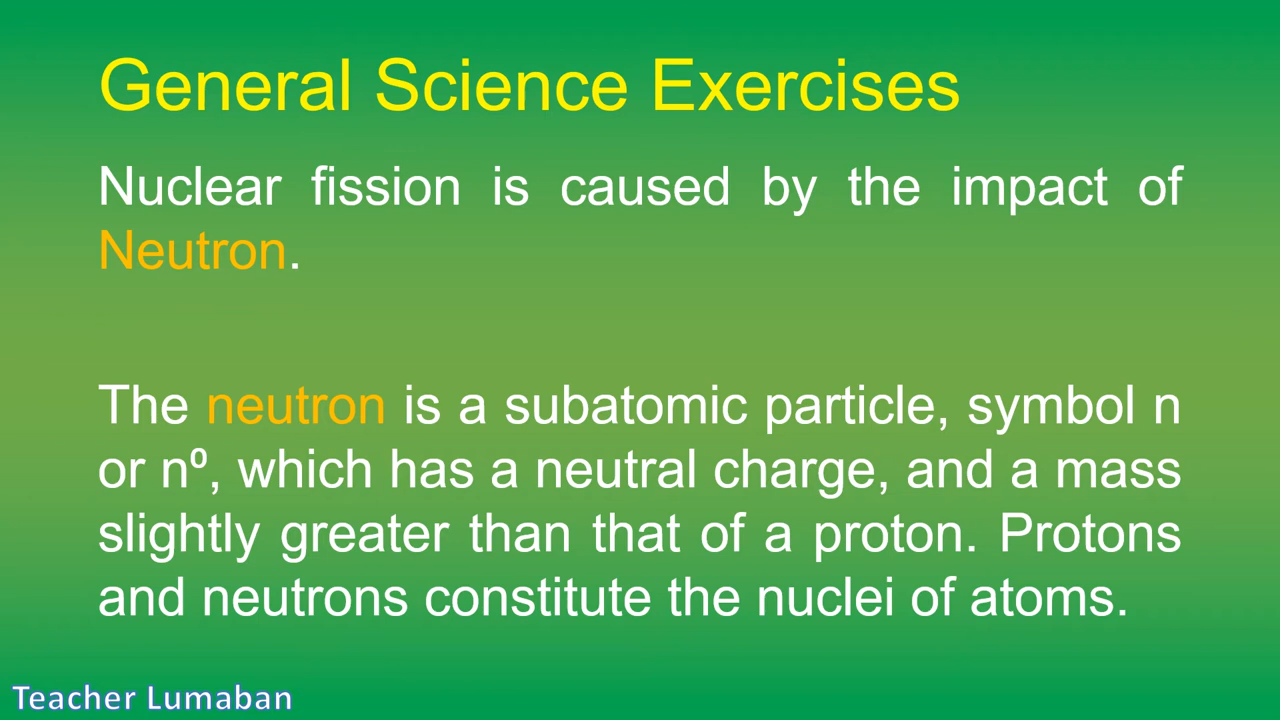 General Science Exercises
Nuclear fission is caused by the impact of
Neutron.
The neutron is a subatomic particle, symbol n
or nº, which has a neutral charge, and a mass
slightly greater than that of a proton. Protons
and neutrons constitute the nuclei of atoms.
Teacher Lumaban